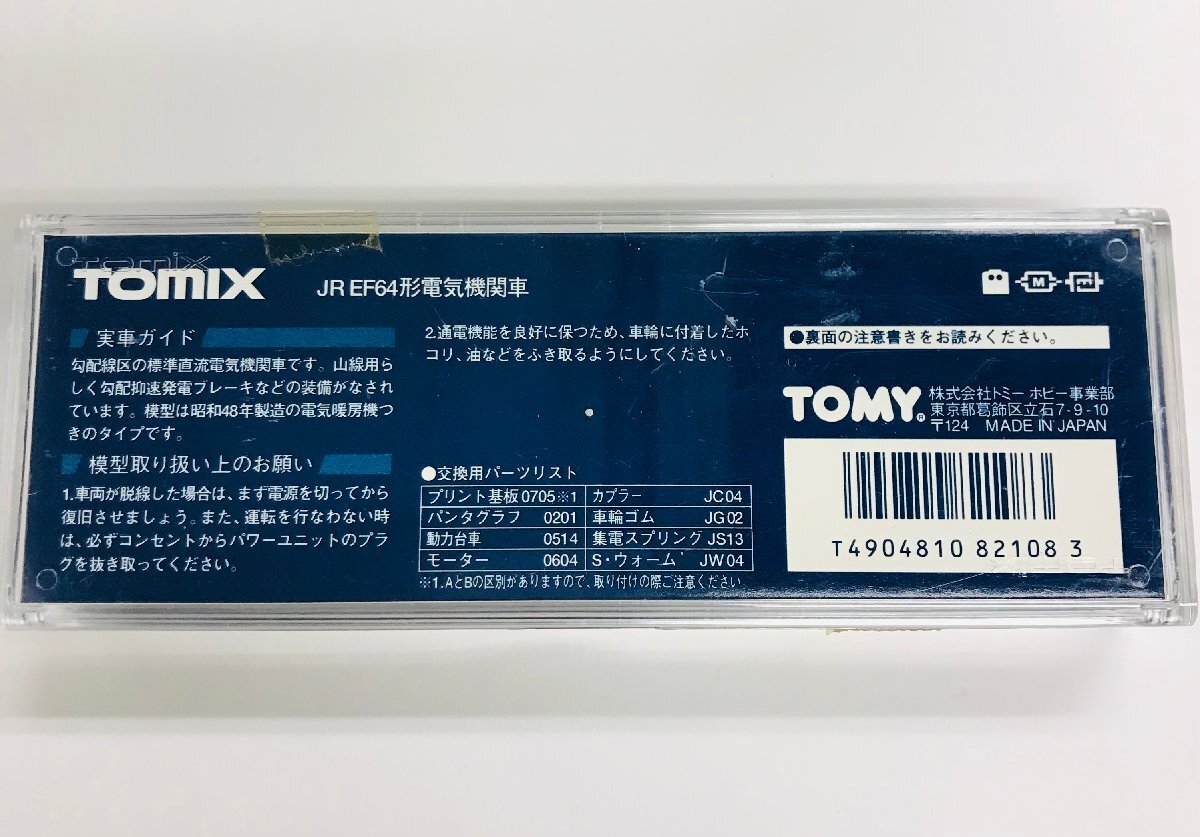 TOMIX
JR EF64形電気機関車
M
実車ガイド
勾配線区の標準直流電気機関車です。山線用ら
しく勾配抑速発電ブレーキなどの装備がなされ
ています。模型は昭和48年製造の電気暖房機つ
きのタイプです。
模型取り扱い上のお願い
1.車両が脱線した場合は、まず電源を切ってから
復旧させましょう。また、運転を行なわない時
は、必ずコンセントからパワーユニットのプラ
グを抜き取ってください。
2.通電機能を良好に保つため、車輪に付着したホ
コリ、油などをふき取るようにしてください。
●交換用パーツリスト
プリント基板 0705※1 カプラー JC04
パンタグラフ 0201 車輪ゴム JG02
動力台車 0514 集電スプリング JS13
モーター 0604 S・ウォーム JW04
※1.AとBの区別がありますので、取り付けの際ご注意ください。
●裏面の注意書きをお読みください。
TOMY®
株式会社トミー ホビー事業部
東京都葛飾区立石7-9-10
〒124 MADE IN JAPAN
T4904810 82108 3
TOMIX
TOMIX